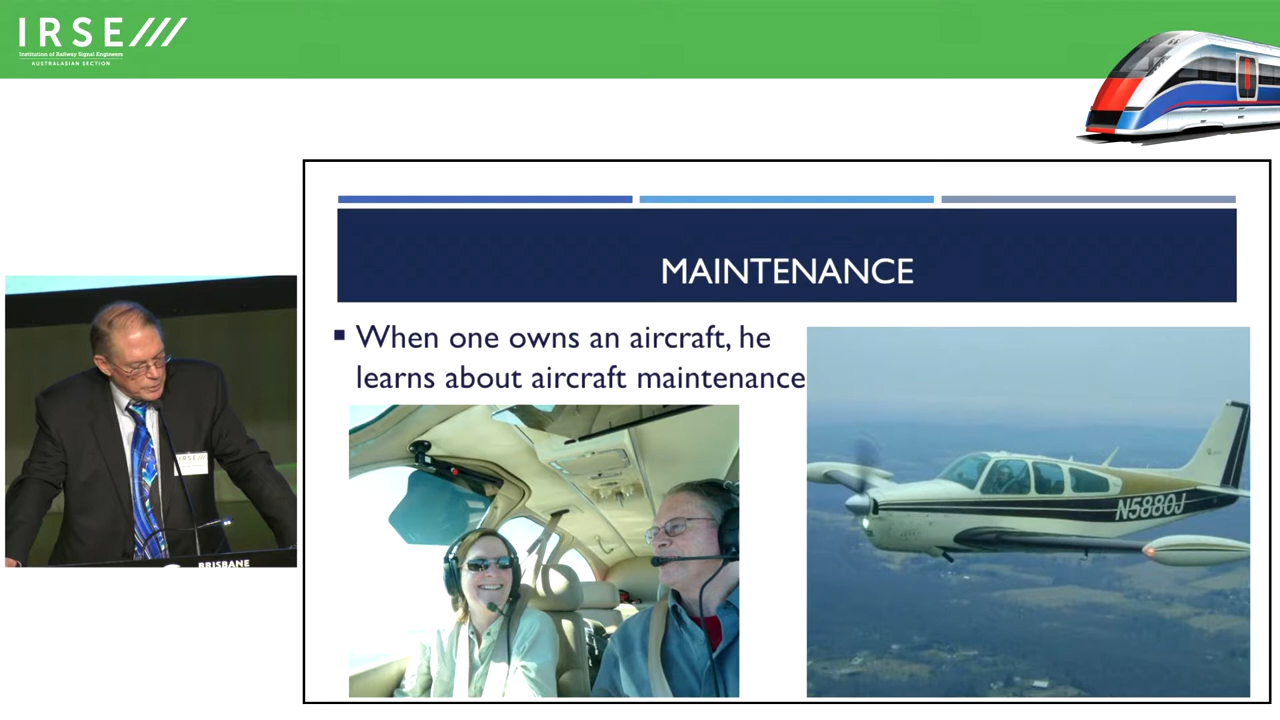 IRSE///
Institution of Railway Signal Engineers
AUSTRALASIAN SECTION
MAINTENANCE
▪ When one owns an aircraft, he
learns about aircraft maintenance
N5880J
IRSE
BRISBANE